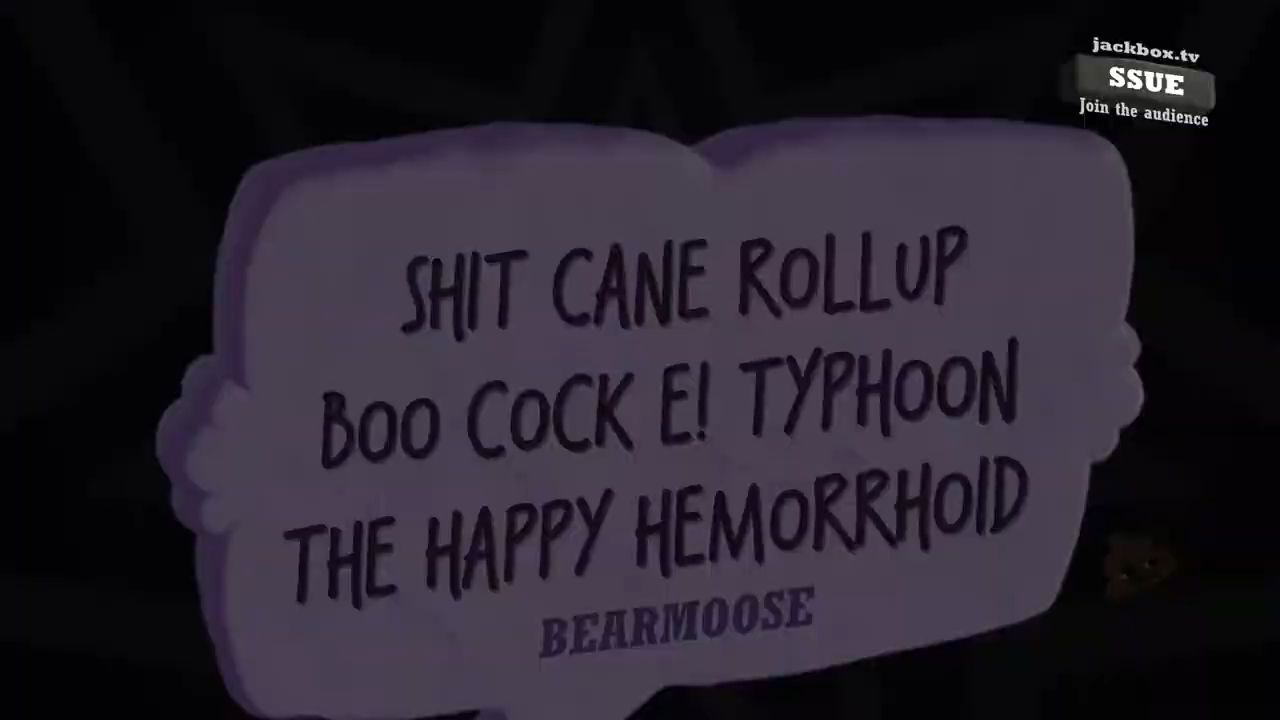 jackbox.tv
SSUE
Join the audience
SHIT CANE ROLLUP
BOO COCK E! TYPHOON
THE HAPPY HEMORRHOID
BEARMOOSE